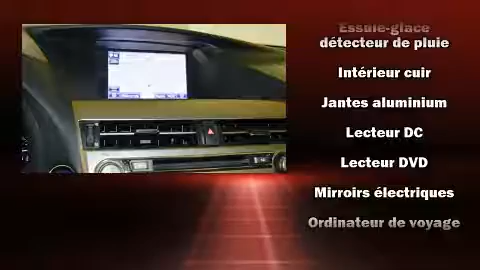 Essuie-glace
détecteur de pluie
Intérieur cuir
Jantes aluminium
Lecteur DC
Lecteur DVD
Mirroirs électriques
Ordinateur de voyage